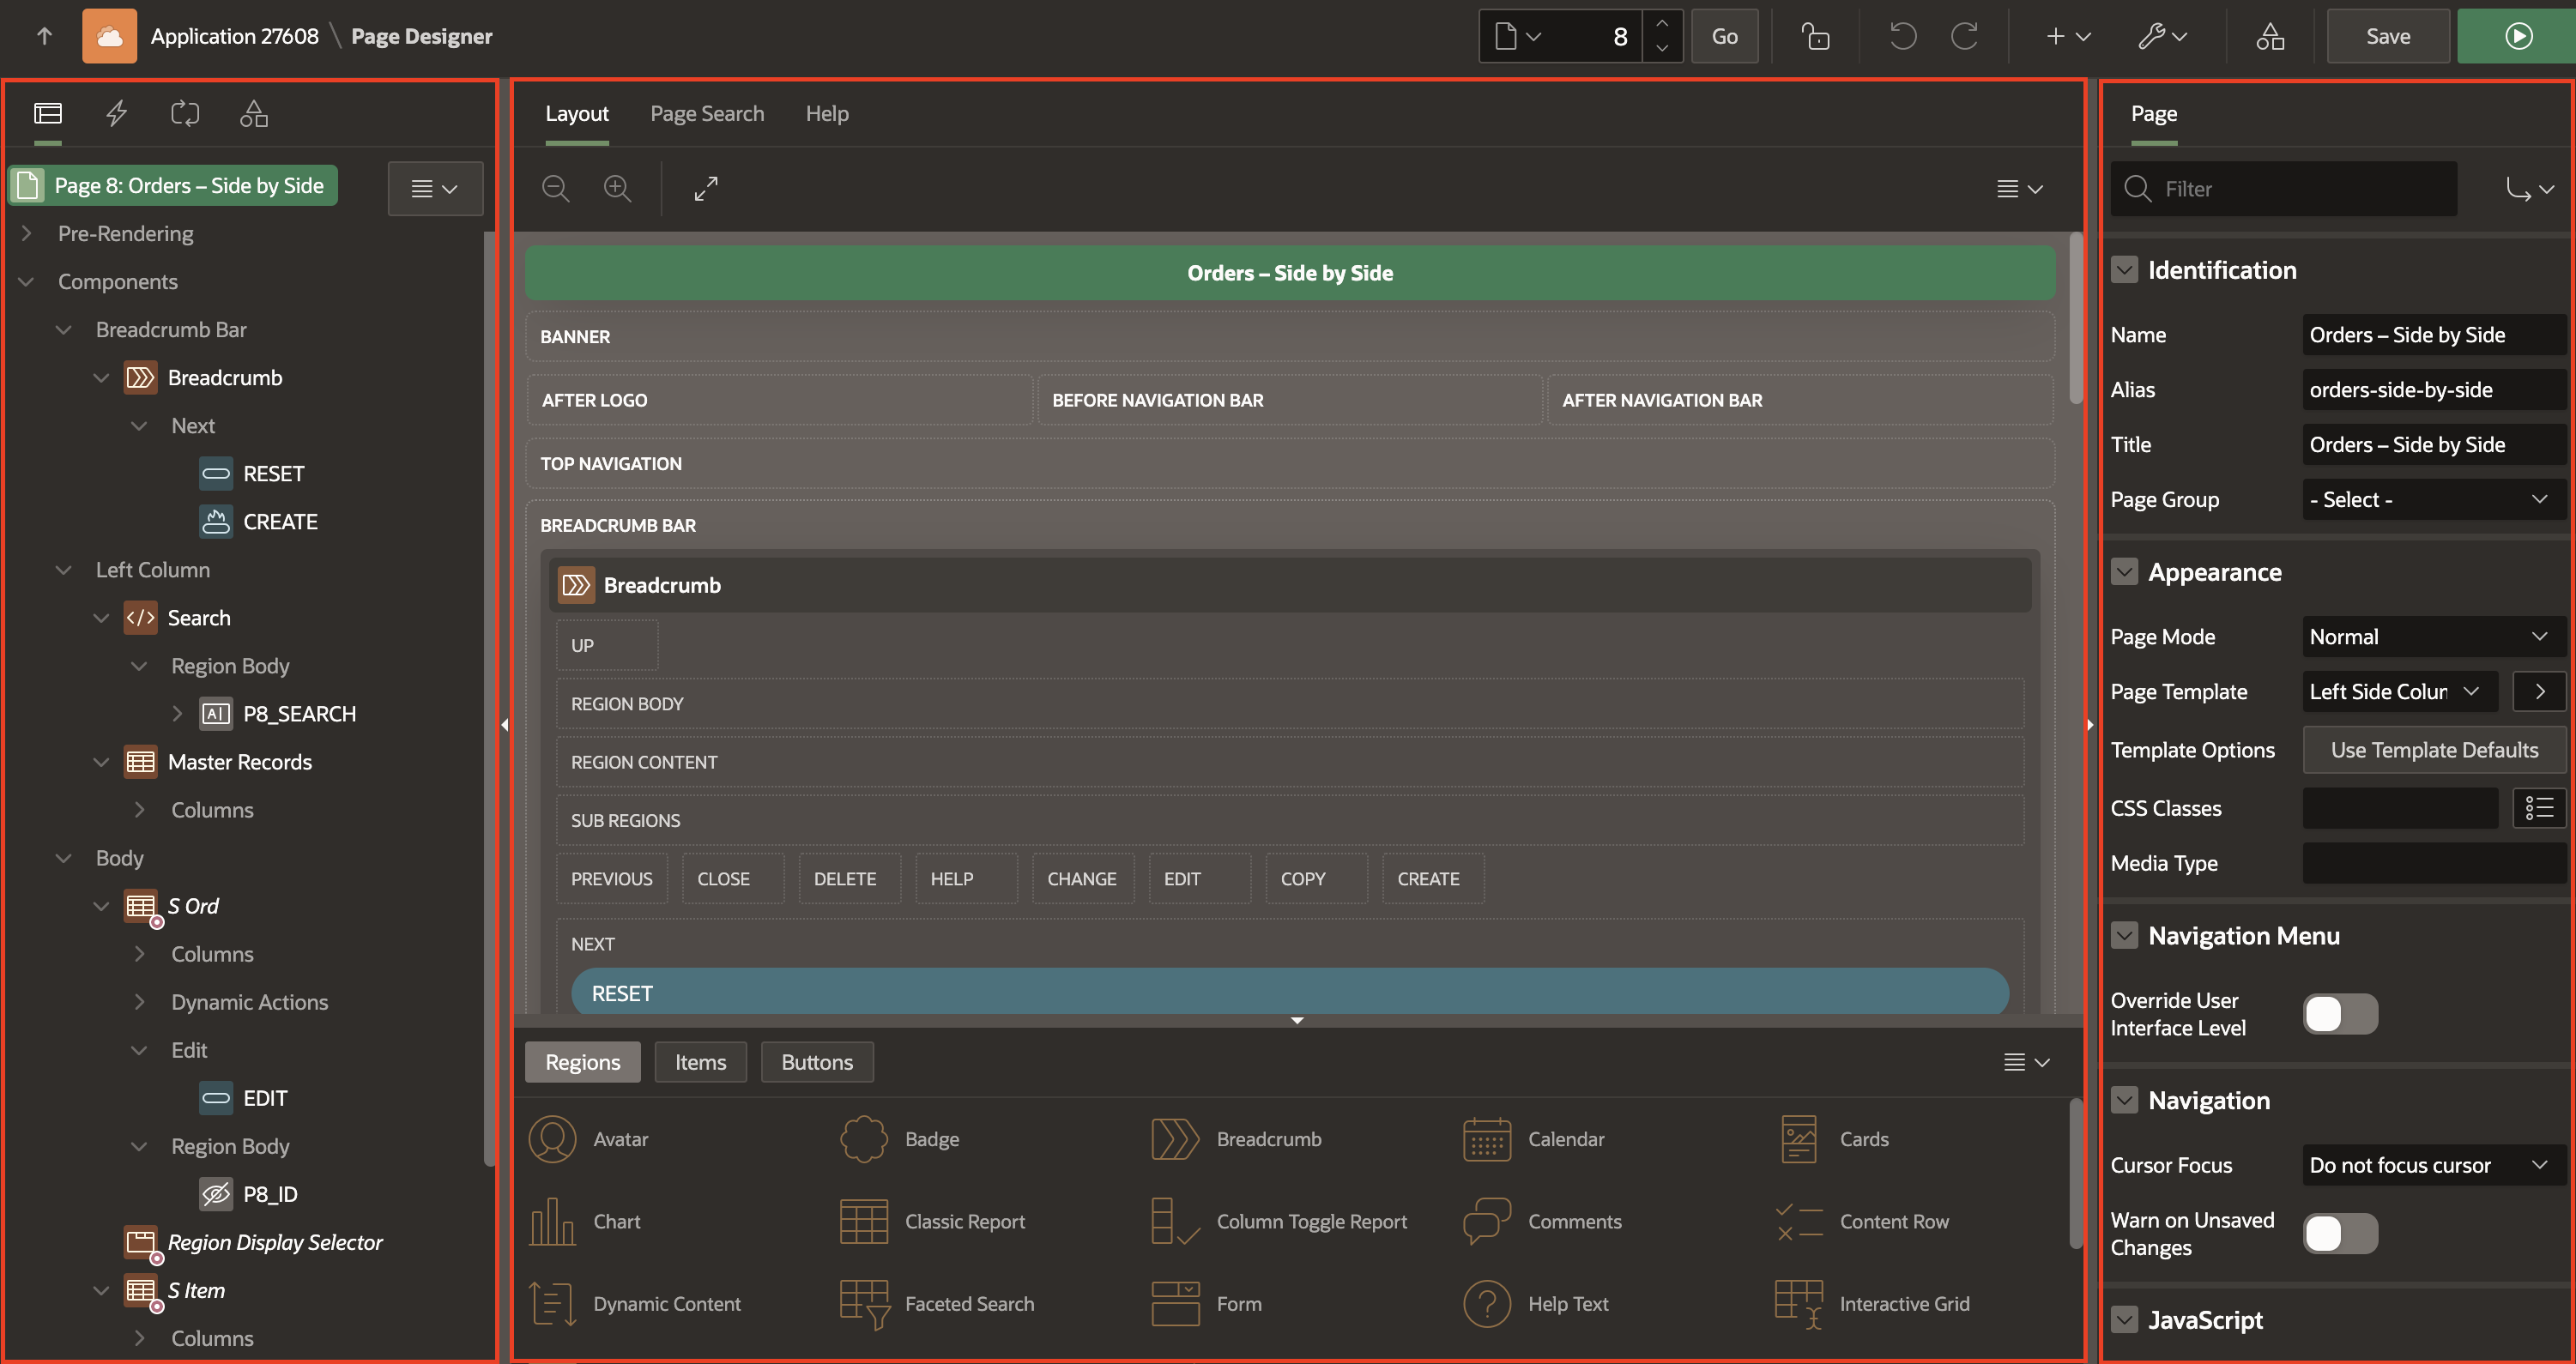 Application 27608 \ Page Designer
8
Go
Save
Page 8: Orders – Side by Side
Pre-Rendering
Components
Breadcrumb Bar
Breadcrumb
Next
RESET
CREATE
Left Column
Search
Region Body
P8_SEARCH
Master Records
Columns
Body
S Ord
Columns
Dynamic Actions
Edit
EDIT
Region Body
P8_ID
Region Display Selector
S Item
Columns
Layout
Page Search
Help
Orders – Side by Side
BANNER
AFTER LOGO
BEFORE NAVIGATION BAR
AFTER NAVIGATION BAR
TOP NAVIGATION
BREADCRUMB BAR
Breadcrumb
UP
REGION BODY
REGION CONTENT
SUB REGIONS
PREVIOUS
CLOSE
DELETE
HELP
CHANGE
EDIT
COPY
CREATE
NEXT
RESET
Regions
Items
Buttons
Avatar
Badge
Breadcrumb
Calendar
Cards
Chart
Classic Report
Column Toggle Report
Comments
Content Row
Dynamic Content
Faceted Search
Form
Help Text
Interactive Grid
Page
Filter
Identification
Name
Orders – Side by Side
Alias
orders-side-by-side
Title
Orders – Side by Side
Page Group
- Select -
Appearance
Page Mode
Normal
Page Template
Left Side Colur
Template Options
Use Template Defaults
CSS Classes
Media Type
Navigation Menu
Override User
Interface Level
Navigation
Cursor Focus
Do not focus cursor
Warn on Unsaved
Changes
JavaScript